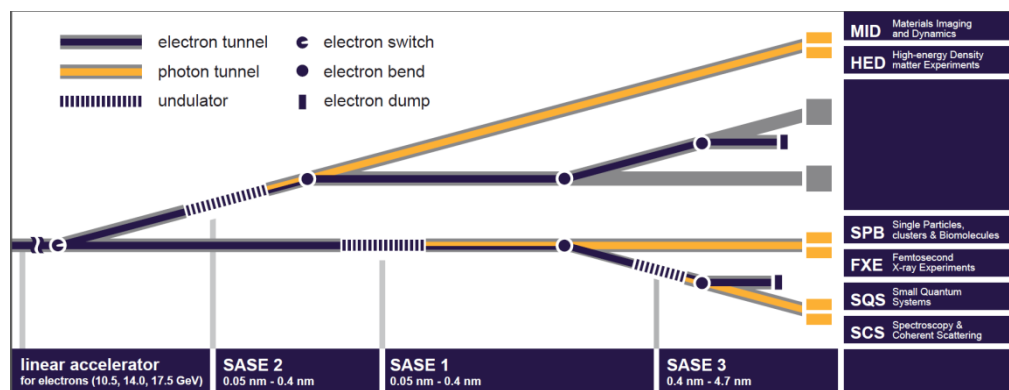 electron tunnel
photon tunnel
undulator
electron switch
electron bend
electron dump
MID Materials Imaging
and Dynamics
HED High-energy Density
matter Experiments
SPB Single Particles,
clusters & Biomolecules
FXE Femtosecond
X-ray Experiments
SQS Small Quantum
Systems
SCS Spectroscopy &
Coherent Scattering
linear accelerator
for electrons (10.5, 14.0, 17.5 GeV)
SASE 2
0.05 nm - 0.4 nm
SASE 1
0.05 nm - 0.4 nm
SASE 3
0.4 nm - 4.7 nm